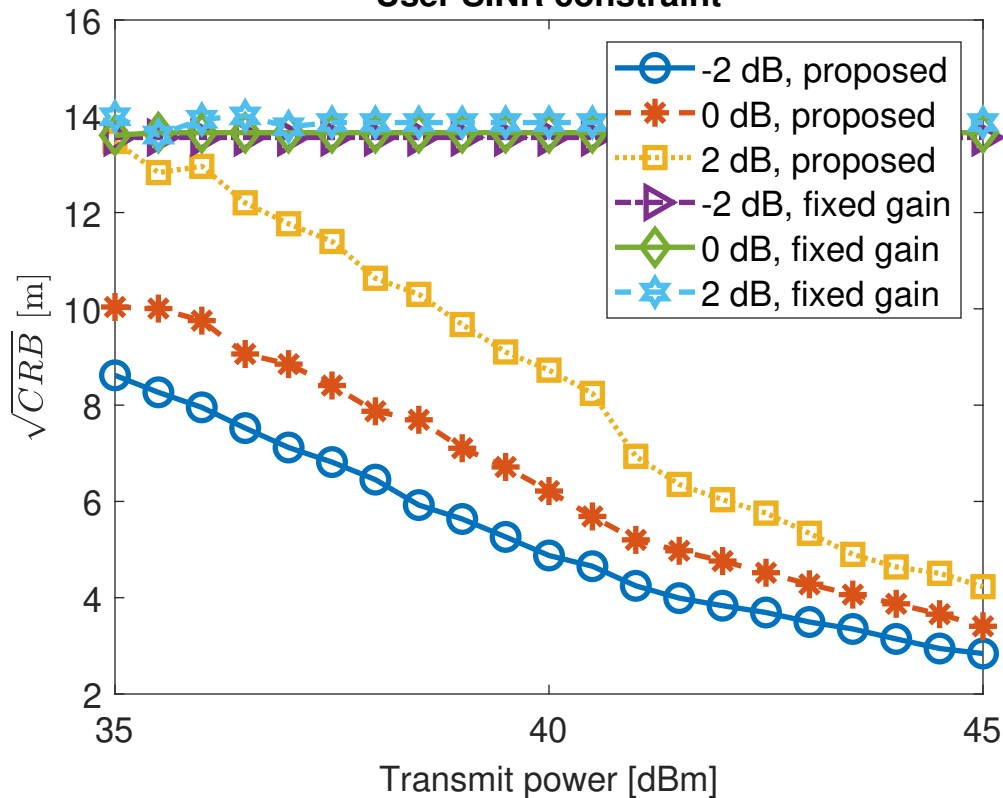 User SINR constraint
16
14
12
10
8
6
4
2
35
40
45
√CRB [m]
Transmit power [dBm]
-2 dB, proposed
0 dB, proposed
2 dB, proposed
-2 dB, fixed gain
0 dB, fixed gain
2 dB, fixed gain